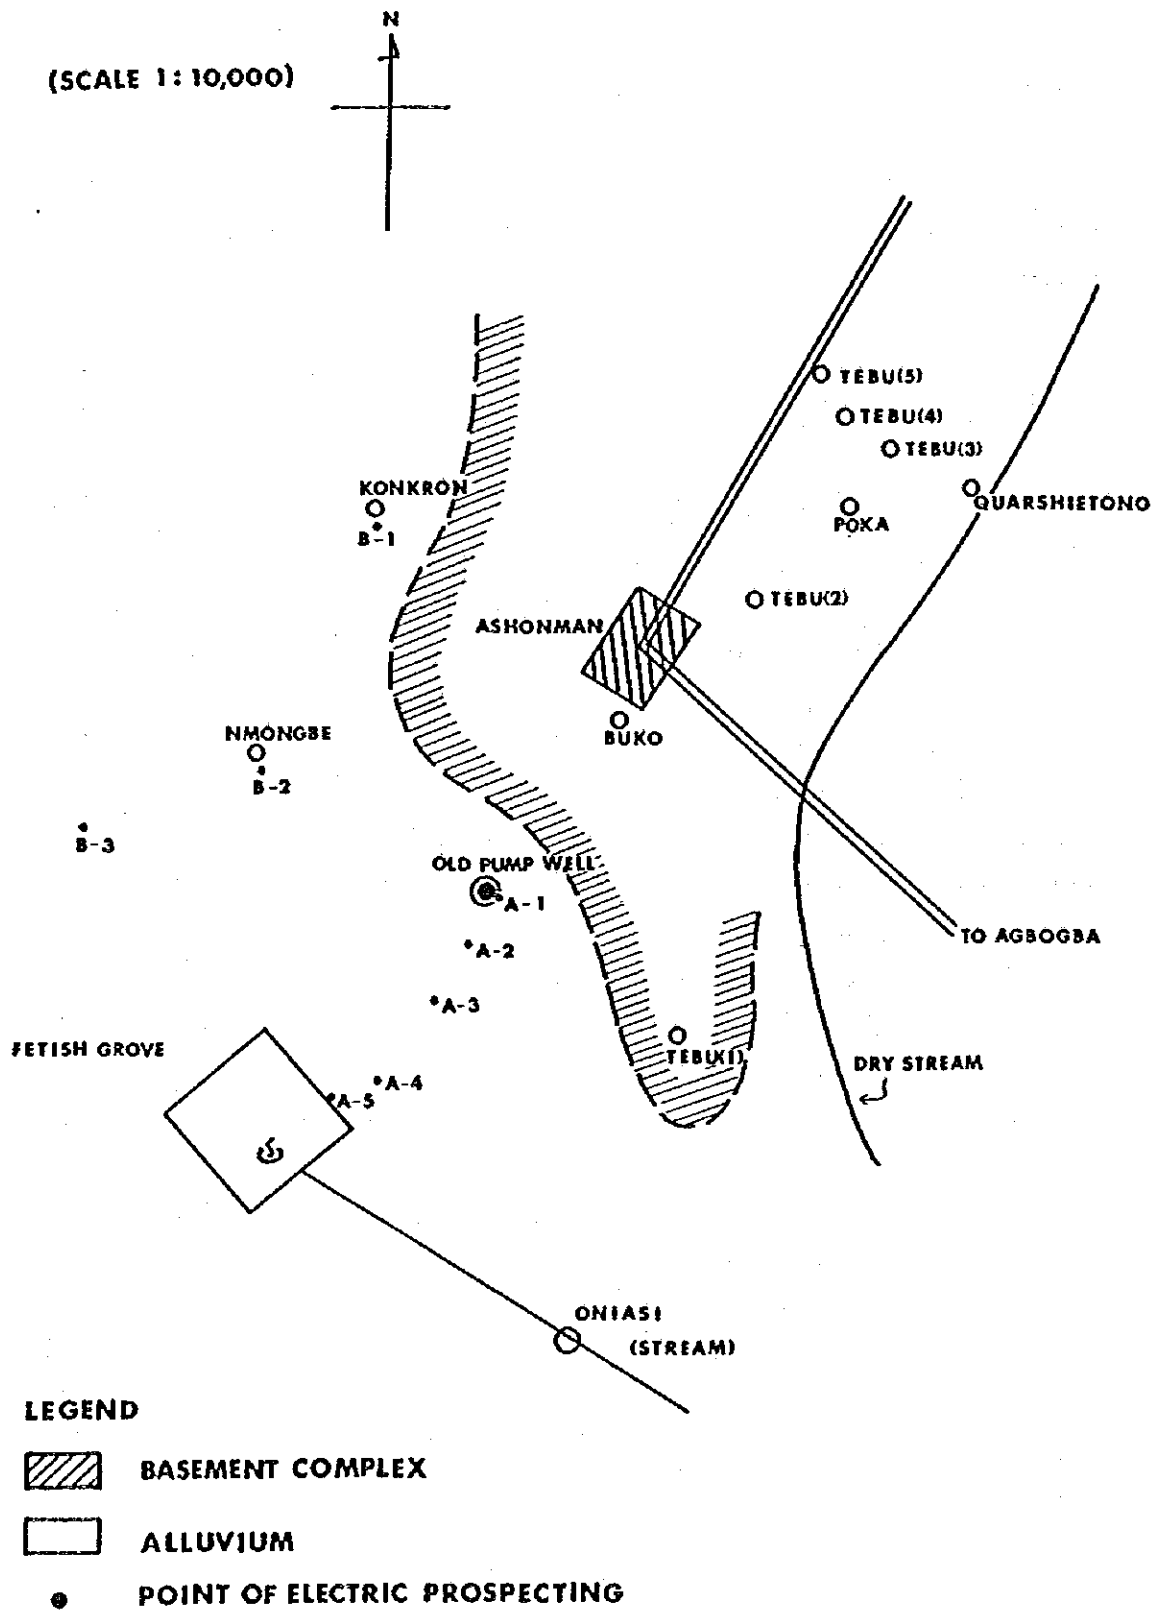 N
(SCALE 1:10,000)
TEBU(5)
TEBU(4)
TEBU(3)
KONKRON
QUARSHIETONO
POKA
B-1
TEBU(2)
ASHONMAN
NMONGBE
BUKO
B-2
B-3
OLD PUMP WELL
A-1
TO AGBOGBA
A-2
A-3
FETISH GROVE
TEBU(1)
DRY STREAM
A-4
A-5
ONIASI
(STREAM)
LEGEND
BASEMENT COMPLEX
ALLUVIUM
POINT OF ELECTRIC PROSPECTING